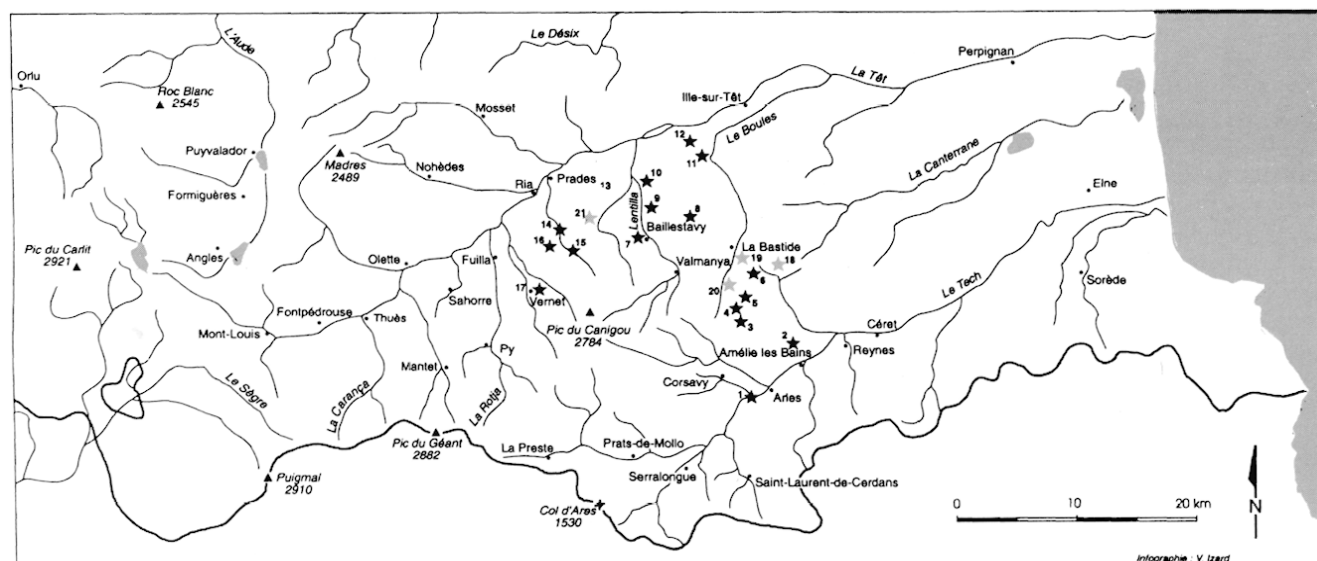 L'Aude
Le Désix
Perpignan
Orlu
La Têt
Roc Blanc
2545
Ille-sur-Têt
Mosset
Le Boules
12
Puyvalador
Madres
2489
11
La Canterrane
Nohèdes
Prades
13
10
Ria
Elne
Formiguères
Lentilla
9
8
21
14
Baillestavy
7
16
15
La Bastide
Pic du Carlit
2921
Angles
Olette
Fuilla
19
18
Valmanya
6
Le Tech
Sorède
17
Vernet
Sahorre
20
5
Fontpédrouse
Thuès
Pic du Canigou
2784
4
3
Mont-Louis
Céret
2
Py
Amélie les Bains
Reynes
Mantet
Corsavy
Le Sègre
La Carança
La Rotja
1
Arles
Pic du Géant
2882
La Preste
Prats-de-Mollo
Serralongue
Puigmal
2910
Saint-Laurent-de-Cerdans
Col d'Ares
1530
0
10
20 km
N
Infographie : V. Izard